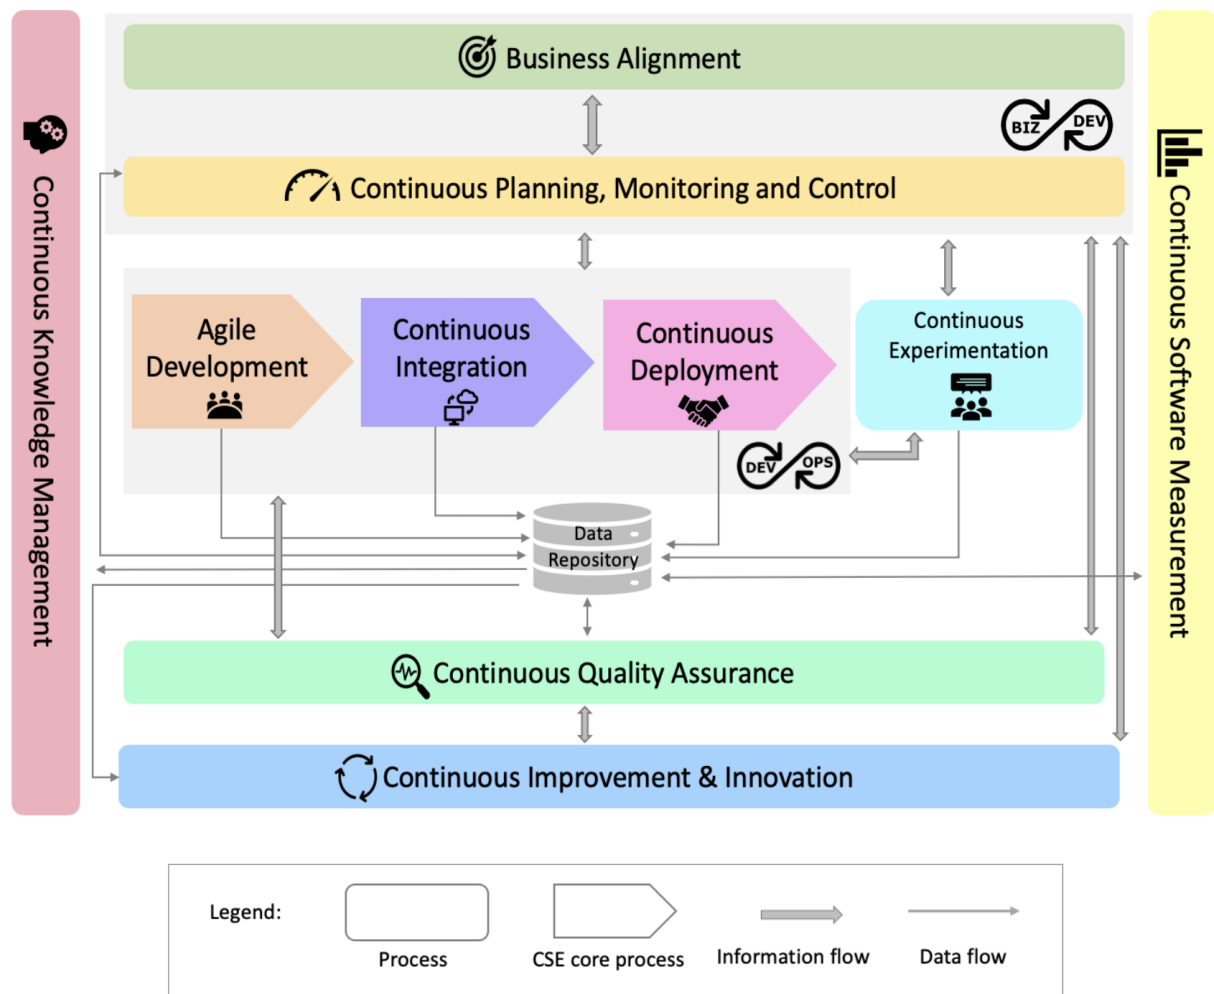 Business Alignment
BIZ DEV
Continuous Planning, Monitoring and Control
Continuous Knowledge Management
Continuous Software Measurement
Agile
Development
Continuous
Integration
Continuous
Deployment
Continuous
Experimentation
DEV OPS
Data
Repository
Continuous Quality Assurance
Continuous Improvement & Innovation
Legend:
Process
CSE core process
Information flow
Data flow